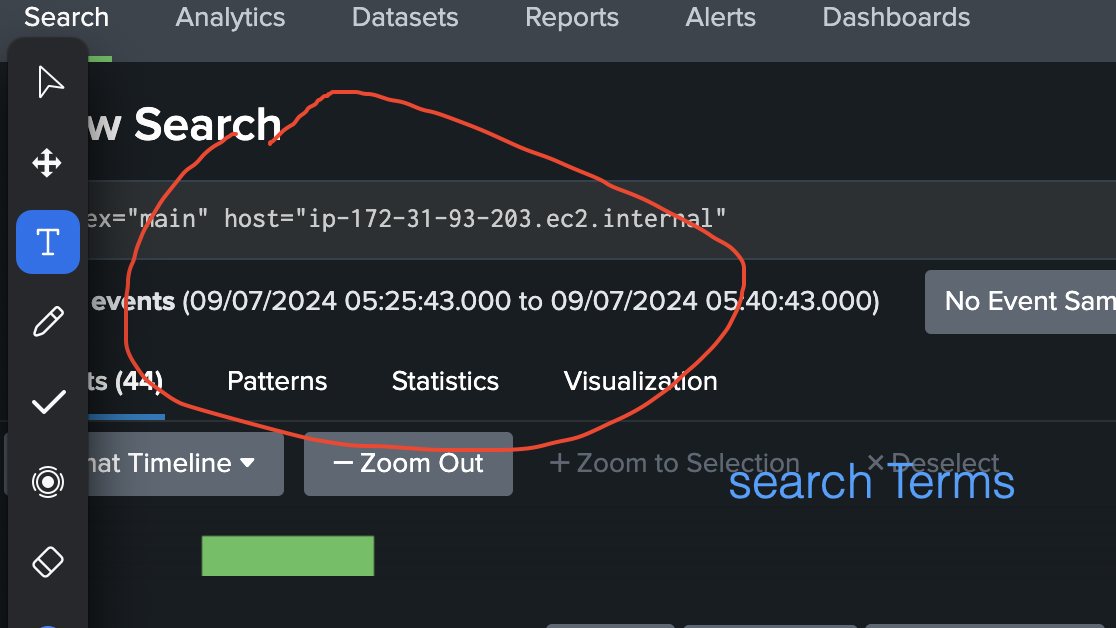 Search Analytics Datasets Reports Alerts Dashboards
w Search
ex="main" host="ip-172-31-93-203.ec2.internal"
events (09/07/2024 05:25:43.000 to 09/07/2024 05:40:43.000) No Event Sam
T
ts (44) Patterns Statistics Visualization
nat Timeline Zoom Out + Zoom to Selection × Deselect
search Terms